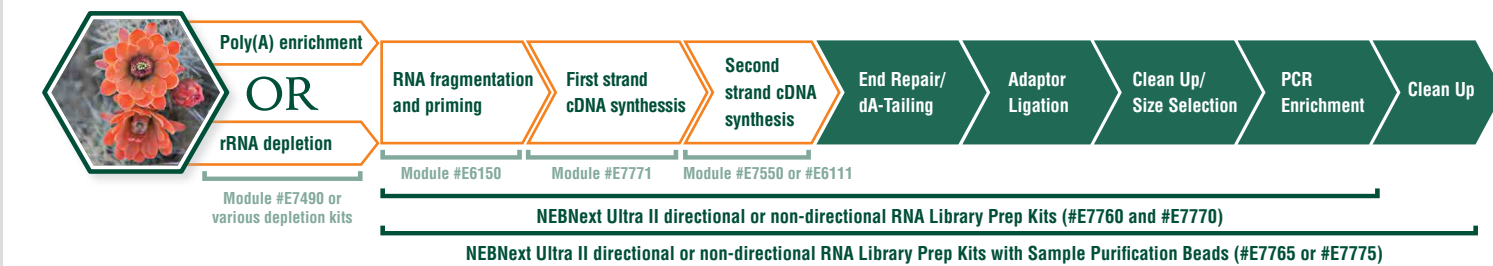 Poly(A) enrichment
OR
rRNA depletion
Module #E7490 or
various depletion kits
RNA fragmentation
and priming
Module #E6150
First strand
cDNA synthessis
Module #E7771
Second
strand cDNA
synthesis
Module #E7550 or #E6111
End Repair/
dA-Tailing
Adaptor
Ligation
Clean Up/
Size Selection
PCR
Enrichment
Clean Up
NEBNext Ultra II directional or non-directional RNA Library Prep Kits (#E7760 and #E7770)
NEBNext Ultra II directional or non-directional RNA Library Prep Kits with Sample Purification Beads (#E7765 or #E7775)